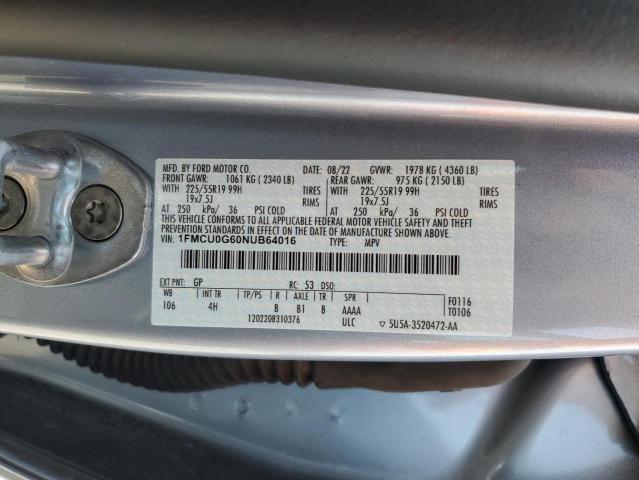 MFD. BY FORD MOTOR CO. 08/22 GVWR: 1978 KG ( 4360 LB)
FRONT GAWR: 1061 KG ( 2340 LB) REAR GAWR: 975 KG ( 2150 LB)
WITH 225/55R19 99H TIRES WITH 225/55R19 99H TIRES
19x7.5J RIMS 19x7.5J RIMS
AT 250 kPa/ 36 PSI COLD AT 250 kPa/ 36 PSI COLD
THIS VEHICLE CONFORMS TO ALL APPLICABLE FEDERAL MOTOR VEHICLE SAFETY AND BUMPER AND THEFT
PREVENTION STANDARDS IN EFFECT ON THE DATE OF MANUFACTURE SHOWN ABOVE.
VIN: 1FMCU0G60NUB64016 TYPE: MPV
EXT PNT: GP RC: 53 DSO: F0116
WB INT TR TP/PS R AXLE TR SPR T0106
106 4H B 81 B AAAA
1202208310376 ULC ▽ 5U5A-3520472-AA